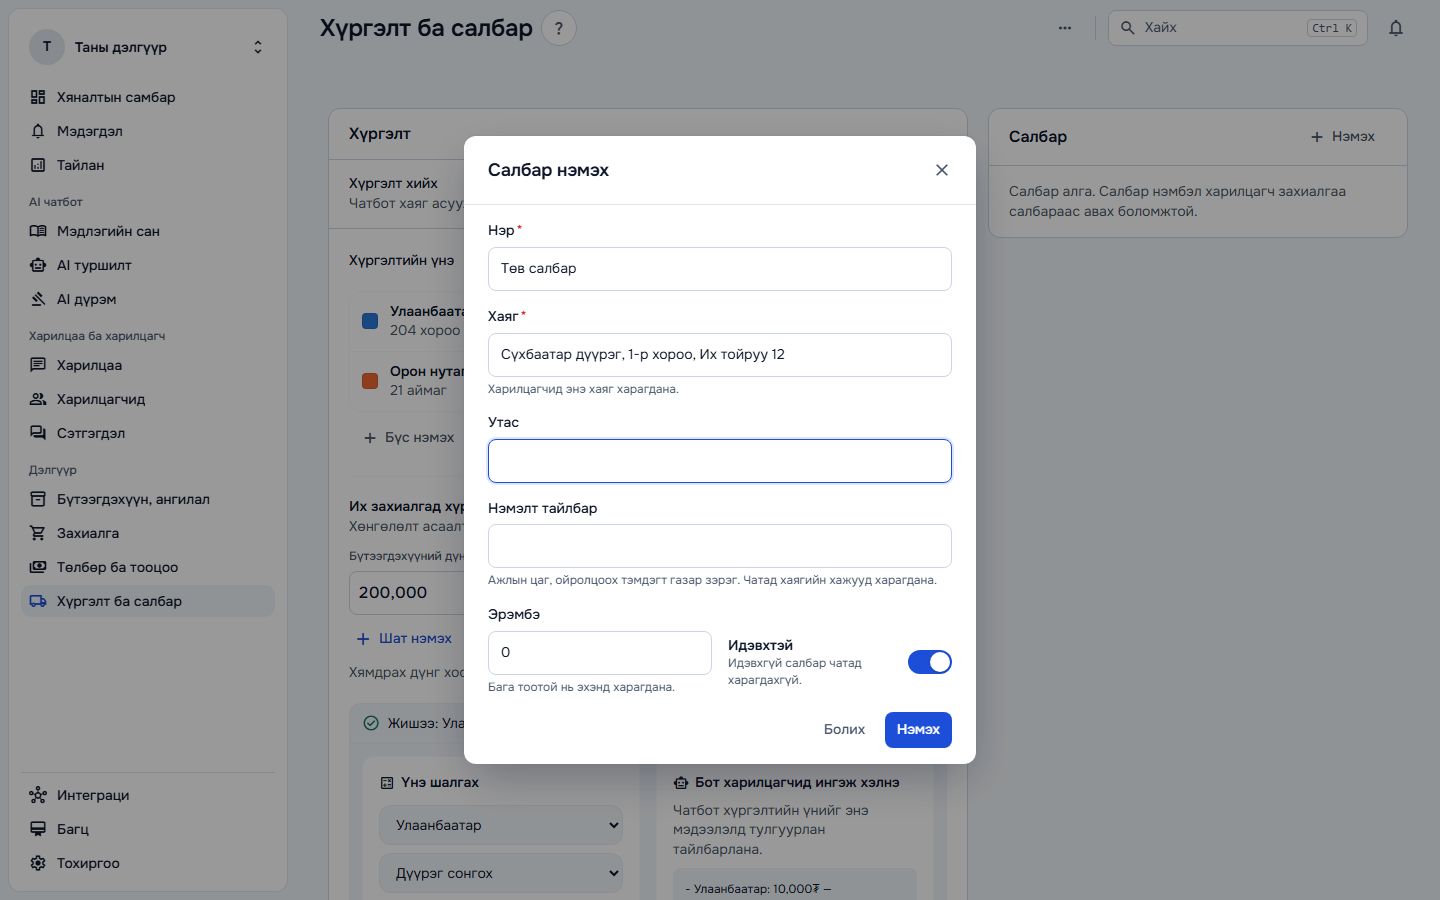 Т
Таны дэлгүүр
Хяналтын самбар
Мэдэгдэл
Тайлан
AI чатбот
Мэдлэгийн сан
AI туршилт
AI дүрэм
Харилцаа ба харилцагч
Харилцаа
Харилцагчид
Сэтгэгдэл
Дэлгүүр
Бүтээгдэхүүн, ангилал
Захиалга
Төлбөр ба тооцоо
Хүргэлт ба салбар
Интеграци
Багц
Тохиргоо
Хүргэлт ба салбар
?
Хайх
Ctrl K
Хүргэлт
Хүргэлт хийх
Чатбот хаяг асуу
Хүргэлтийн үнэ
Улаанбаата
204 хороо
Орон нутаг
21 аймаг
+ Бүс нэмэх
Их захиалгад хүр
Хөнгөлөлт асаалт
Бүтээгдэхүүний дүн
200,000
+ Шат нэмэх
Хямдрах дүнг хоо
Жишээ: Ула
Үнэ шалгах
Улаанбаатар
Дүүрэг сонгох
Бот харилцагчид ингэж хэлнэ
Чатбот хүргэлтийн үнийг энэ
мэдээлэлд тулгуурлан
тайлбарлана.
- Улаанбаатар: 10,000₮ —
Салбар нэмэх
Нэр *
Төв салбар
Хаяг *
Сүхбаатар дүүрэг, 1-р хороо, Их тойруу 12
Харилцагчид энэ хаяг харагдана.
Утас
Нэмэлт тайлбар
Ажлын цаг, ойролцоох тэмдэгт газар зэрэг. Чатад хаягийн хажууд харагдана.
Эрэмбэ
0
Бага тоотой нь эхэнд харагдана.
Идэвхтэй
Идэвхгүй салбар чатад
харагдахгүй.
Болих
Нэмэх
Салбар
+ Нэмэх
Салбар алга. Салбар нэмбэл харилцагч захиалгаа
салбараас авах боломжтой.